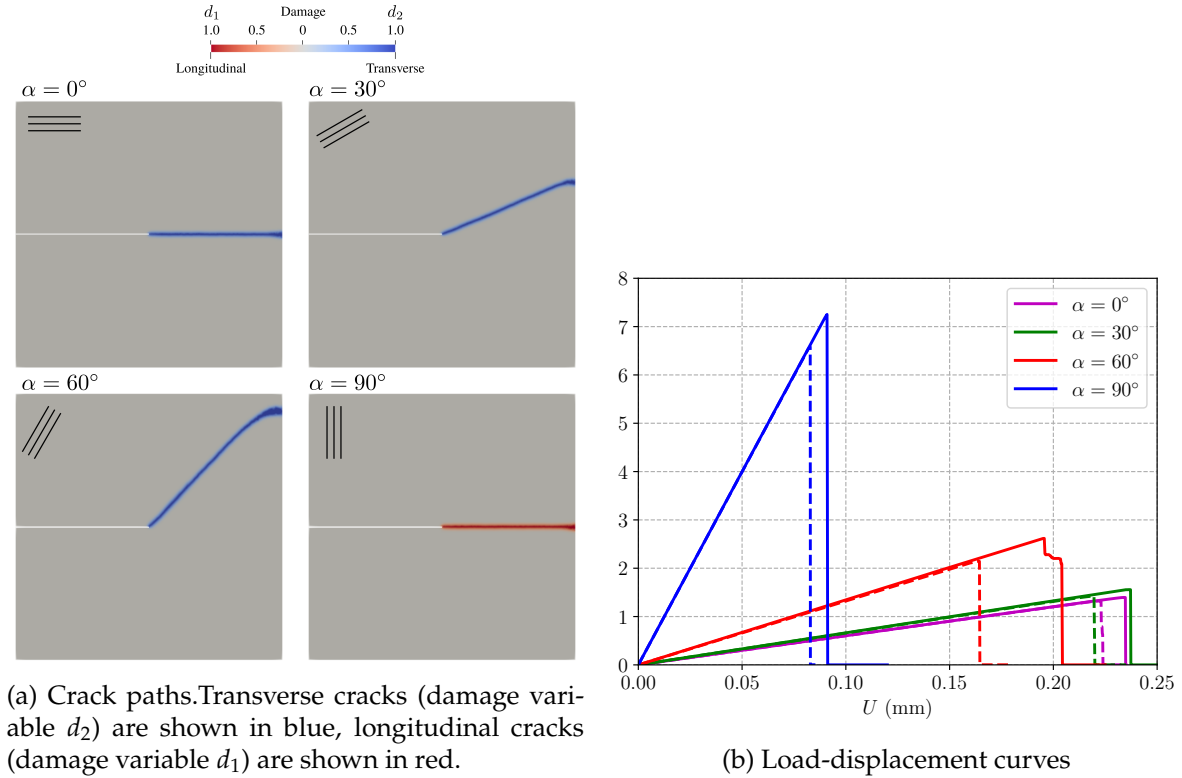 d₁ Damage d₂
1.0 0.5 0 0.5 1.0
Longitudinal Transverse
α = 0°
α = 30°
α = 60°
α = 90°
(a) Crack paths.Transverse cracks (damage vari-
able d₂) are shown in blue, longitudinal cracks
(damage variable d₁) are shown in red.
8
7
6
5
4
3
2
1
0
0.00 0.05 0.10 0.15 0.20 0.25
U (mm)
α = 0°
α = 30°
α = 60°
α = 90°
(b) Load-displacement curves